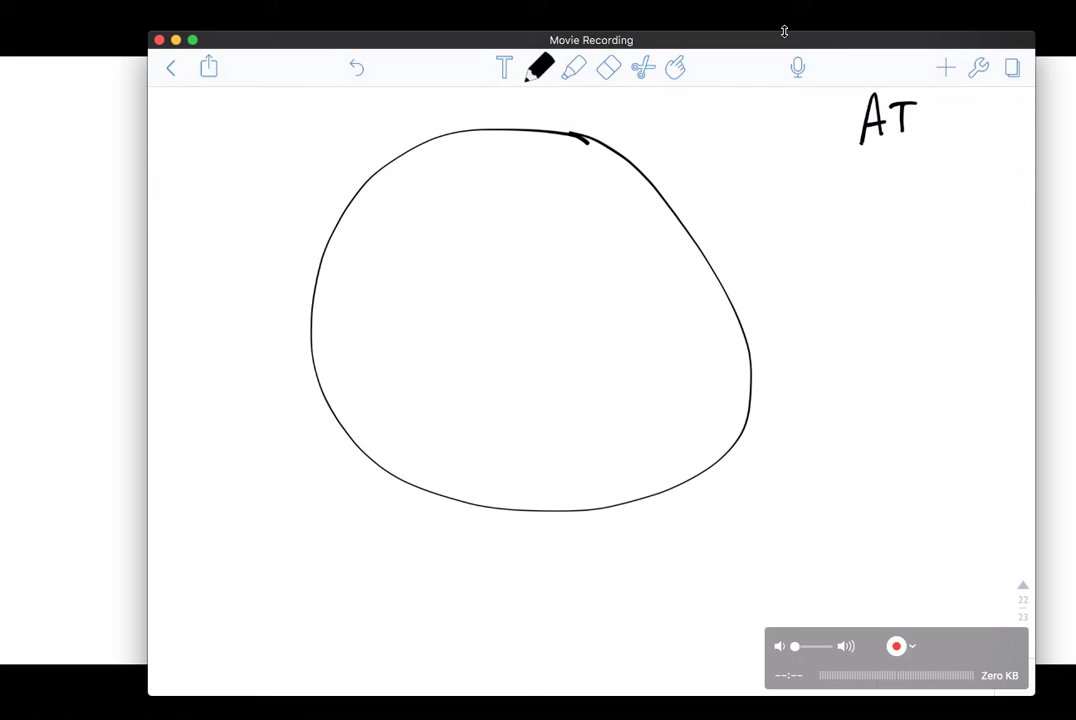 Movie Recording
T
AT
22
23
--:--
Zero KB